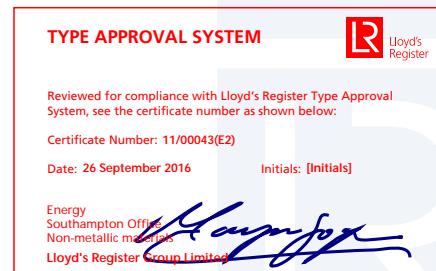 TYPE APPROVAL SYSTEM
Lloyd's
Register
Reviewed for compliance with Lloyd's Register Type Approval
System, see the certificate number as shown below:
Certificate Number: 11/00043(E2)
Date: 26 September 2016 Initials: [Initials]
Energy
Southampton Office
Non-metallic materials
Lloyd's Register Group Limited